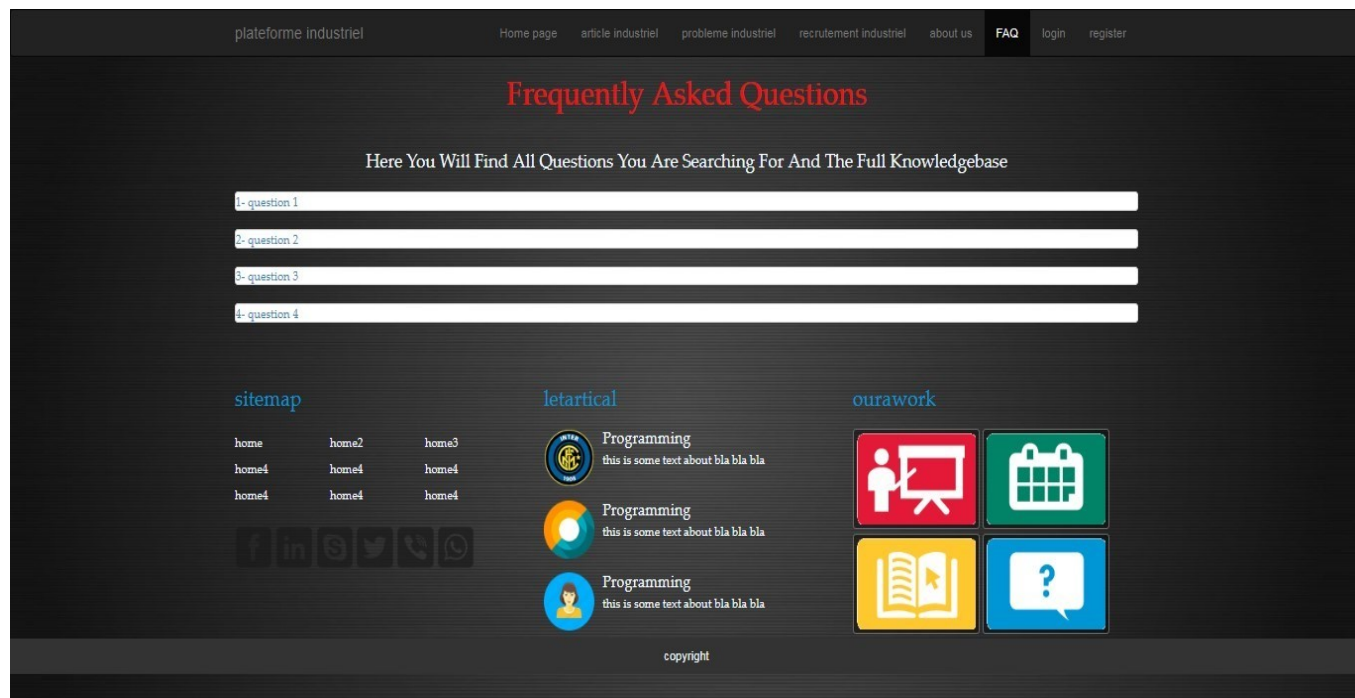 plateforme industriel
Home page article industriel probleme industriel recrutement industriel about us FAQ login register
Frequently Asked Questions
Here You Will Find All Questions You Are Searching For And The Full Knowledgebase
1- question 1
2- question 2
3- question 3
4- question 4
sitemap
home home2 home3
home4 home4 home4
home4 home4 home4
letartical
INTER
1908
Programming
this is some text about bla bla bla
Programming
this is some text about bla bla bla
Programming
this is some text about bla bla bla
ourawork
?
copyright